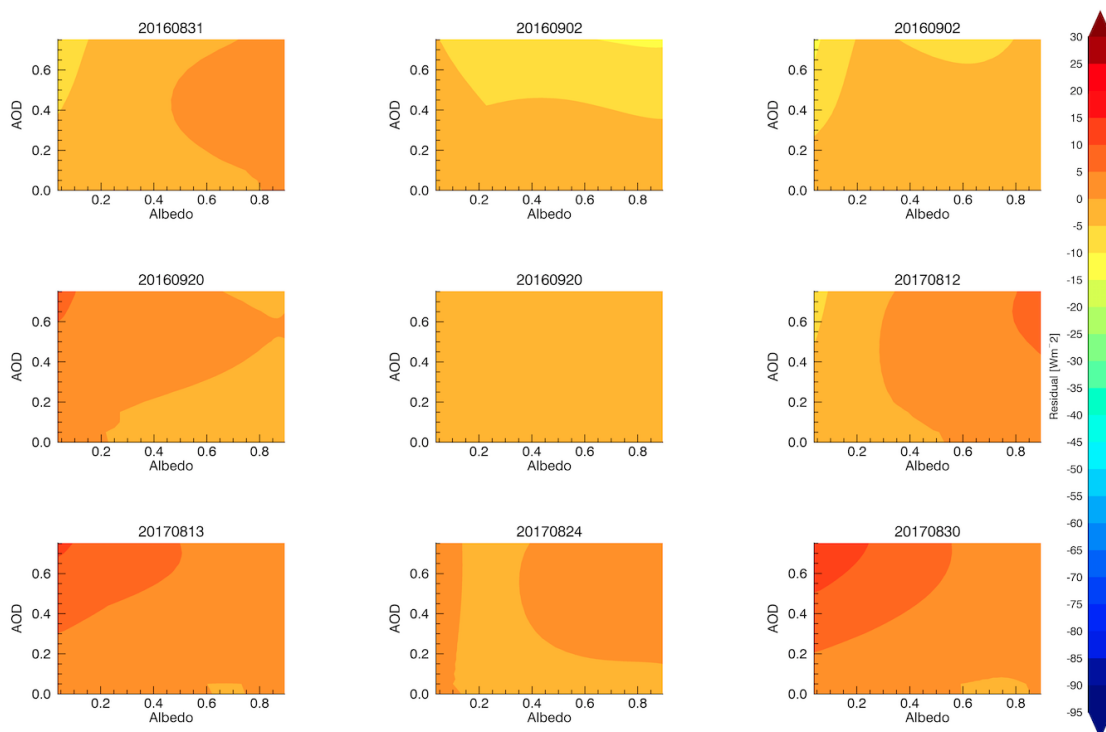 20160831
20160902
20160902
AOD
0.6
0.4
0.2
0.0
0.2 0.4 0.6 0.8
Albedo
AOD
0.6
0.4
0.2
0.0
0.2 0.4 0.6 0.8
Albedo
AOD
0.6
0.4
0.2
0.0
0.2 0.4 0.6 0.8
Albedo
20160920
20160920
20170812
AOD
0.6
0.4
0.2
0.0
0.2 0.4 0.6 0.8
Albedo
AOD
0.6
0.4
0.2
0.0
0.2 0.4 0.6 0.8
Albedo
AOD
0.6
0.4
0.2
0.0
0.2 0.4 0.6 0.8
Albedo
20170813
20170824
20170830
AOD
0.6
0.4
0.2
0.0
0.2 0.4 0.6 0.8
Albedo
AOD
0.6
0.4
0.2
0.0
0.2 0.4 0.6 0.8
Albedo
AOD
0.6
0.4
0.2
0.0
0.2 0.4 0.6 0.8
Albedo
Residual [Wm^-2]
30
25
20
15
10
5
0
-5
-10
-15
-20
-25
-30
-35
-40
-45
-50
-55
-60
-65
-70
-75
-80
-85
-90
-95